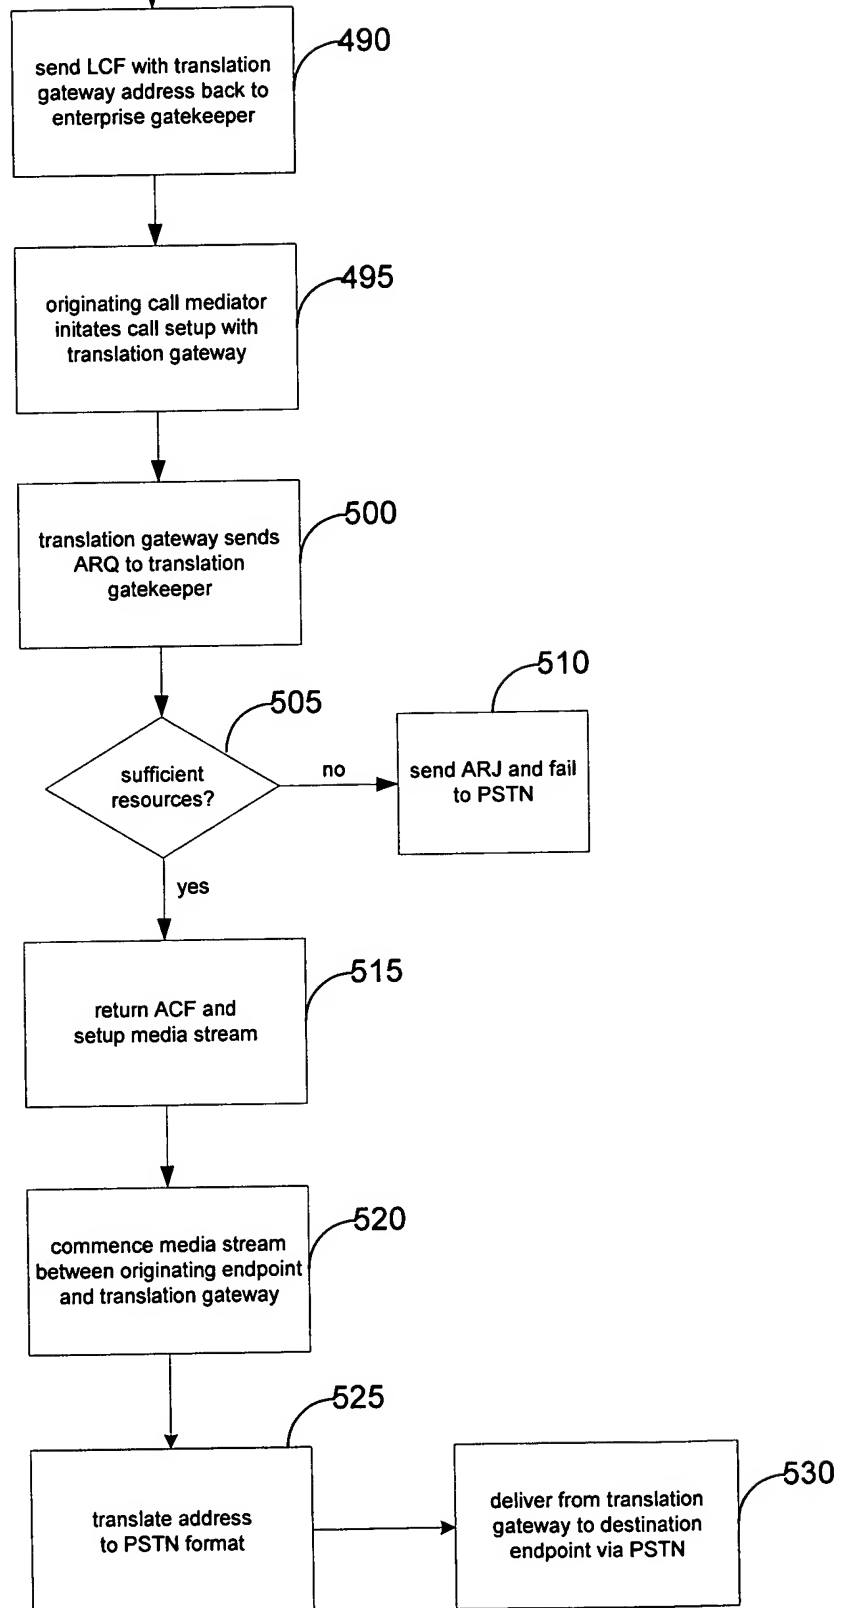 490
send LCF with translation
gateway address back to
enterprise gatekeeper
495
originating call mediator
initates call setup with
translation gateway
500
translation gateway sends
ARQ to translation
gatekeeper
505
sufficient
resources?
no
510
send ARJ and fail
to PSTN
yes
515
return ACF and
setup media stream
520
commence media stream
between originating endpoint
and translation gateway
525
translate address
to PSTN format
530
deliver from translation
gateway to destination
endpoint via PSTN